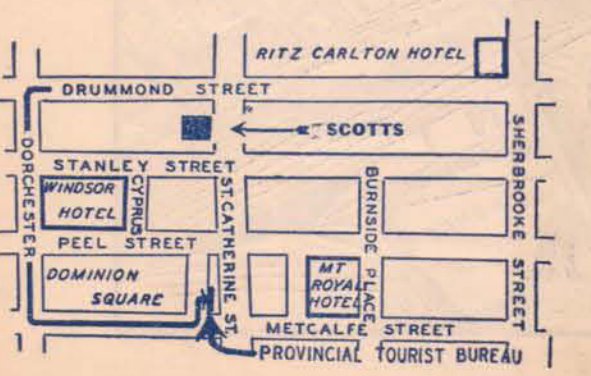 RITZ CARLTON HOTEL
DRUMMOND STREET
SCOTTS
DORCHESTER
SHERBROOKE STREET
STANLEY STREET
WINDSOR
HOTEL
CYPRUS
ST. CATHERINE ST.
BURNSIDE PLACE
PEEL STREET
DOMINION
SQUARE
MT
ROYAL
HOTEL
METCALFE STREET
PROVINCIAL TOURIST BUREAU